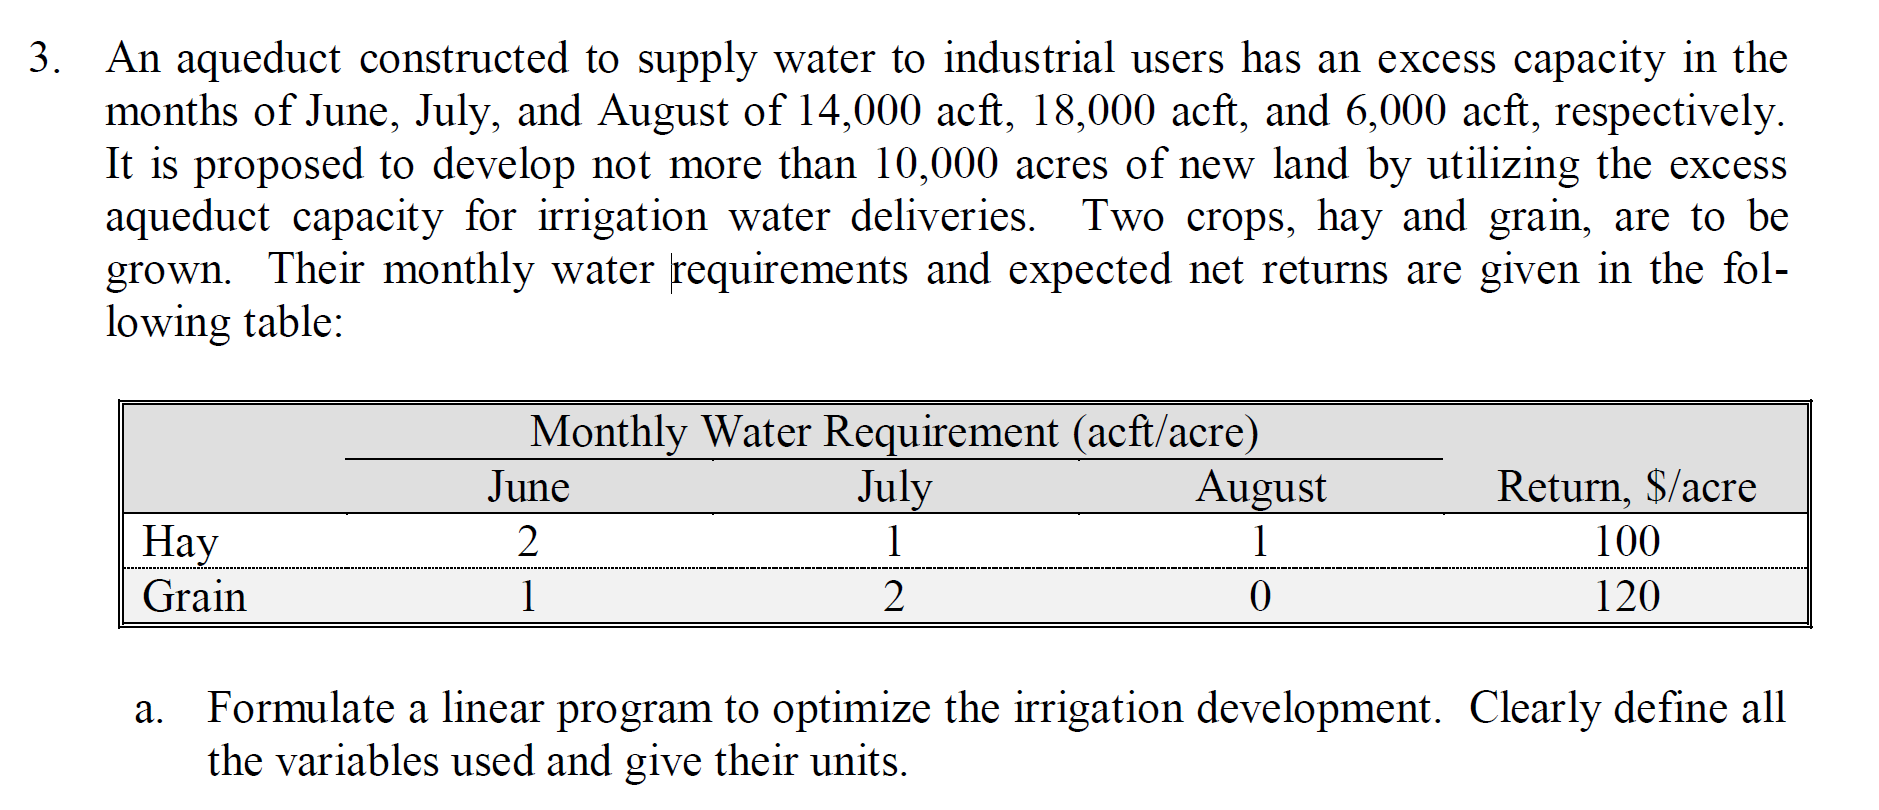 3. An aqueduct constructed to supply water to industrial users has an excess capacity in the
months of June, July, and August of 14,000 acft, 18,000 acft, and 6,000 acft, respectively.
It is proposed to develop not more than 10,000 acres of new land by utilizing the excess
aqueduct capacity for irrigation water deliveries. Two crops, hay and grain, are to be
grown. Their monthly water requirements and expected net returns are given in the fol-
lowing table:
Monthly Water Requirement (acft/acre)
June July August Return, $/acre
Hay 2 1 1 100
Grain 1 2 0 120
a. Formulate a linear program to optimize the irrigation development. Clearly define all
the variables used and give their units.